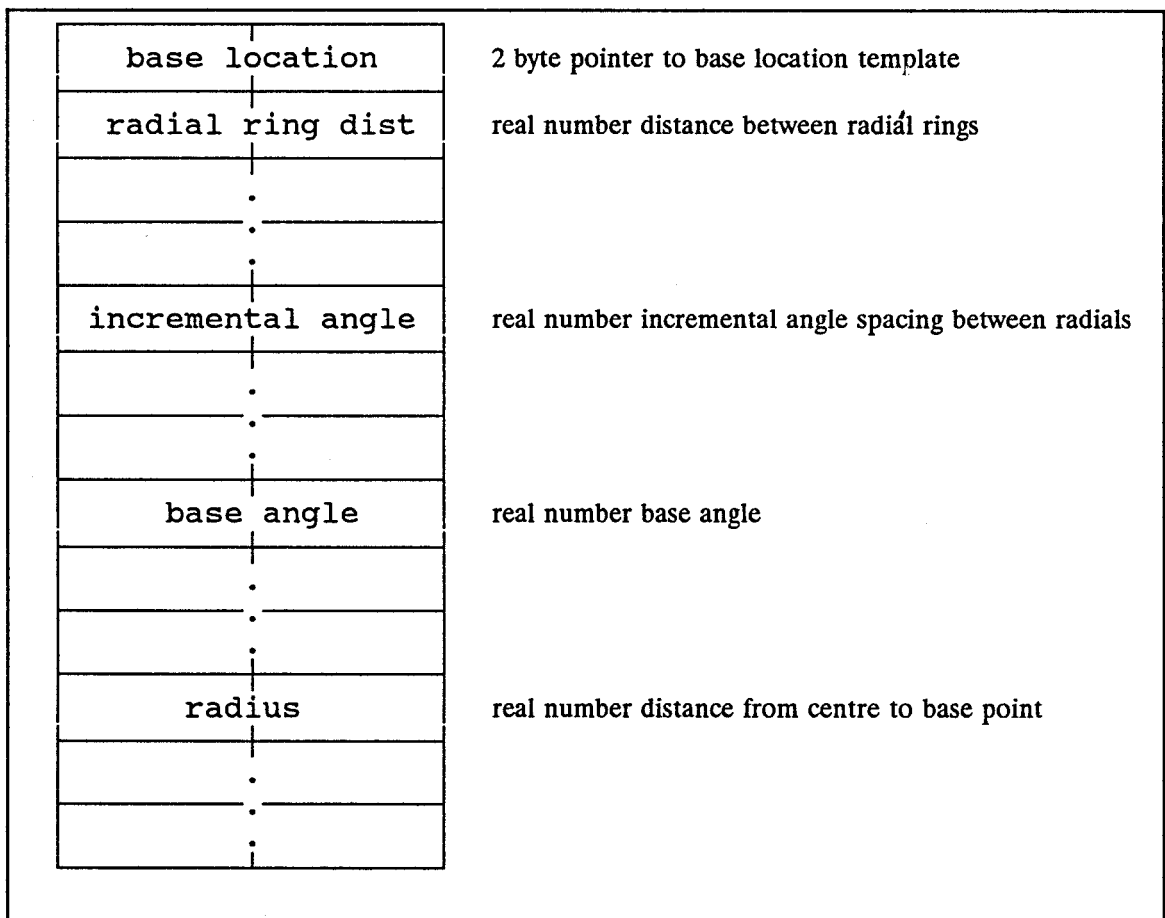 base location 2 byte pointer to base location template
radial ring dist real number distance between radial rings
.
.
.
incremental angle real number incremental angle spacing between radials
.
.
.
base angle real number base angle
.
.
.
radius real number distance from centre to base point
.
.
.